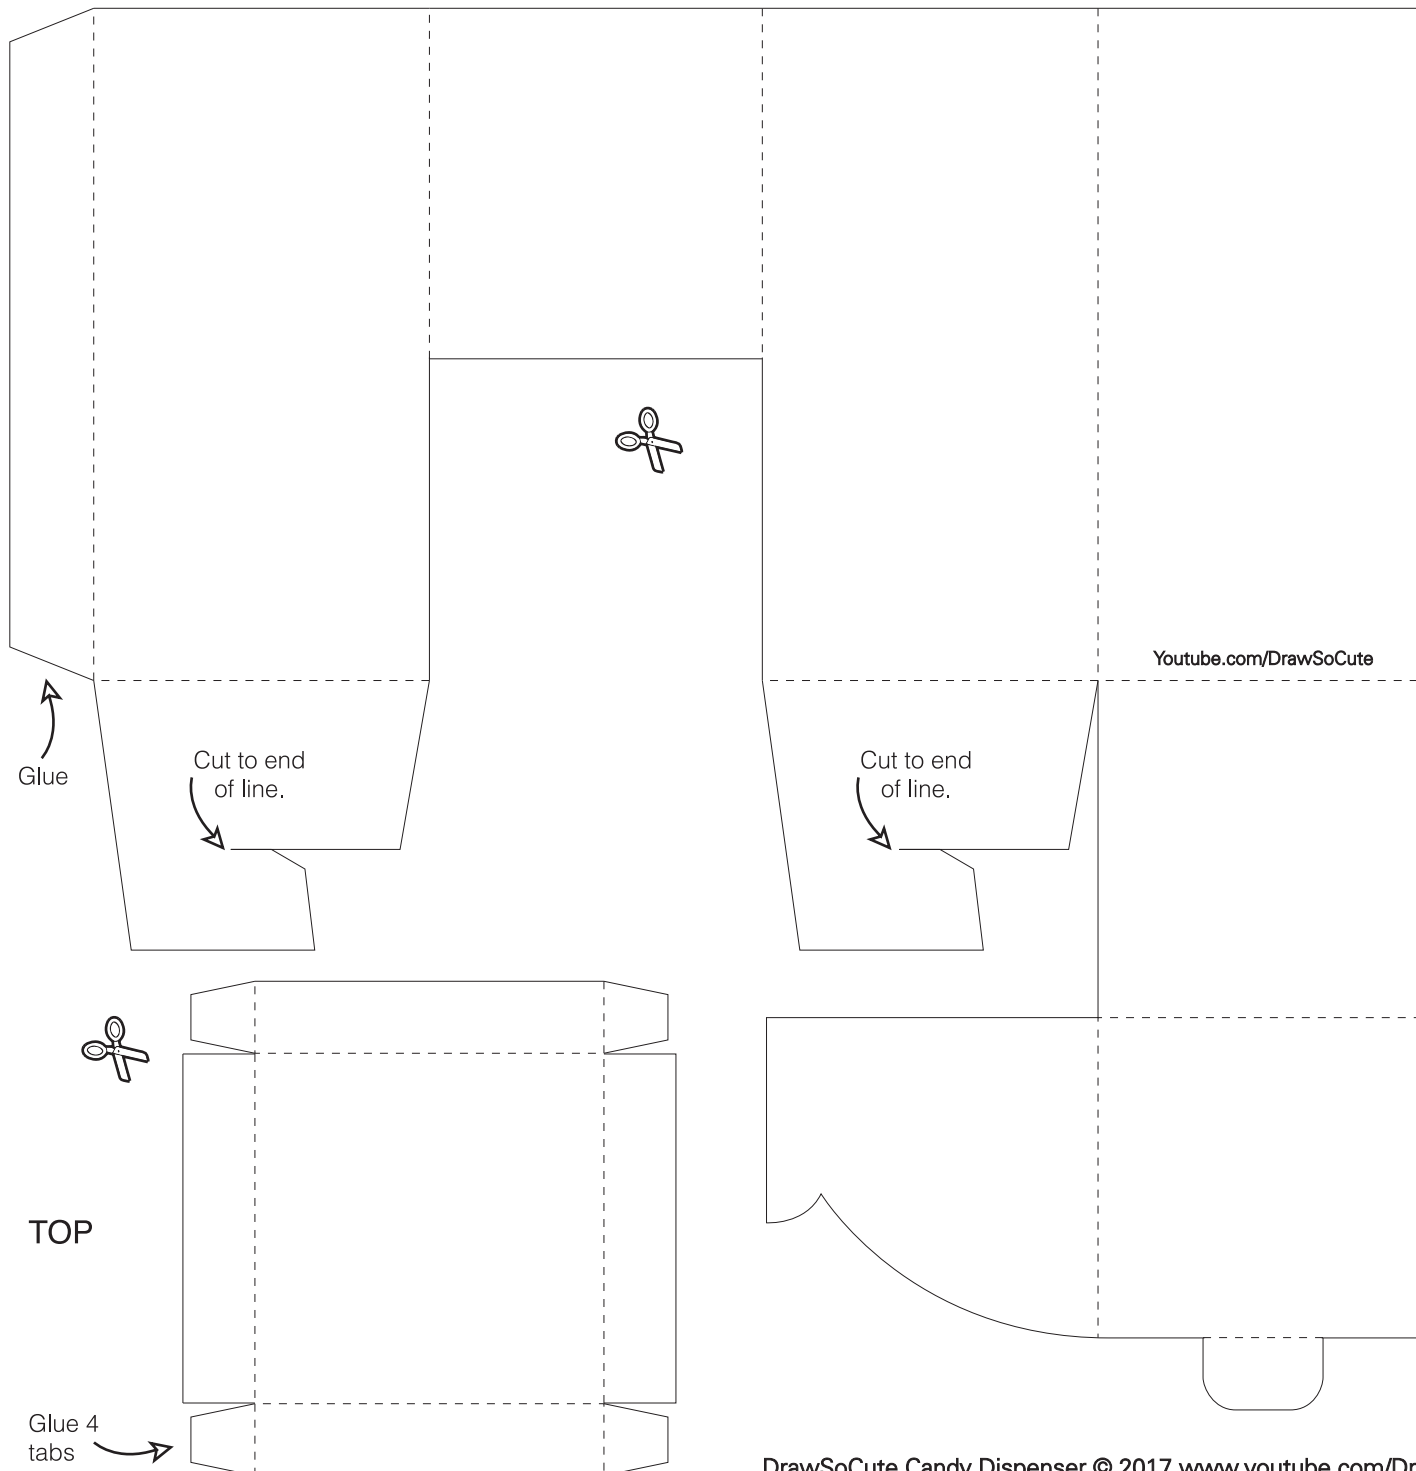 Youtube.com/DrawSoCute
Glue
Cut to end
of line.
Cut to end
of line.
TOP
Glue 4
tabs
DrawSoCute Candy Dispenser © 2017 www.youtube.com/Dr